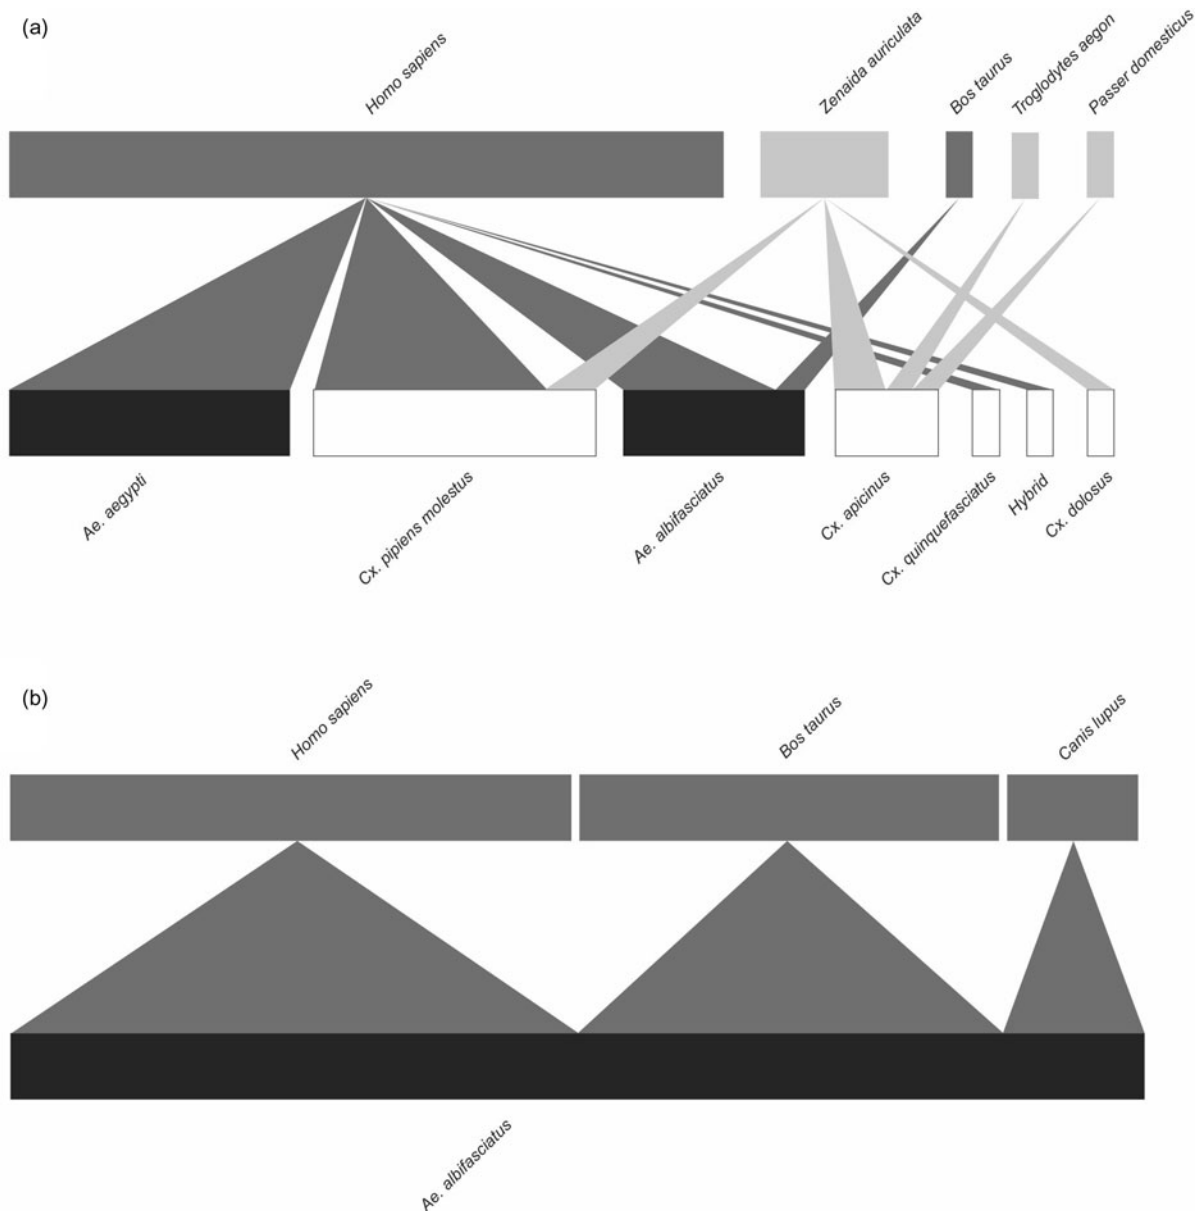 (a)
Homo sapiens
Zenaida auriculata
Bos taurus
Troglodytes aegon
Passer domesticus
Ae. aegypti
Cx. pipiens molestus
Ae. albifasciatus
Cx. apicinus
Cx. quinquefasciatus
Hybrid
Cx. dolosus
(b)
Homo sapiens
Bos taurus
Canis lupus
Ae. albifasciatus